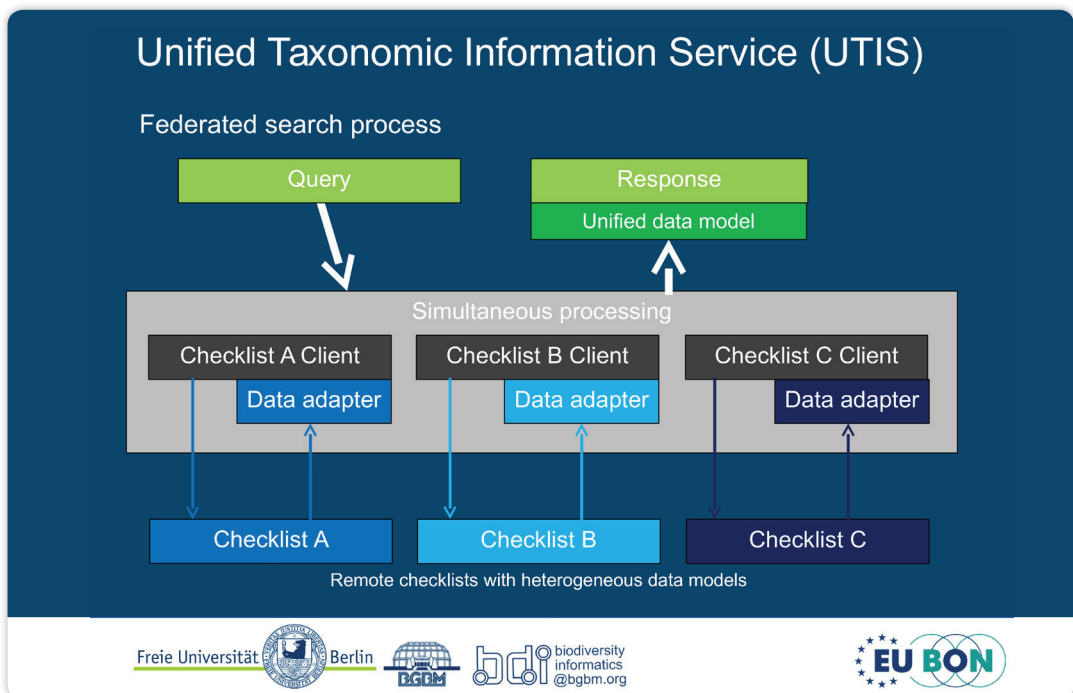 Unified Taxonomic Information Service (UTIS)
Federated search process
Query
Response
Unified data model
Simultaneous processing
Checklist A Client
Checklist B Client
Checklist C Client
Data adapter
Data adapter
Data adapter
Checklist A
Checklist B
Checklist C
Remote checklists with heterogeneous data models
Freie Universität
Berlin
BGBM
bdi
biodiversity
informatics
@bgbm.org
EU BON